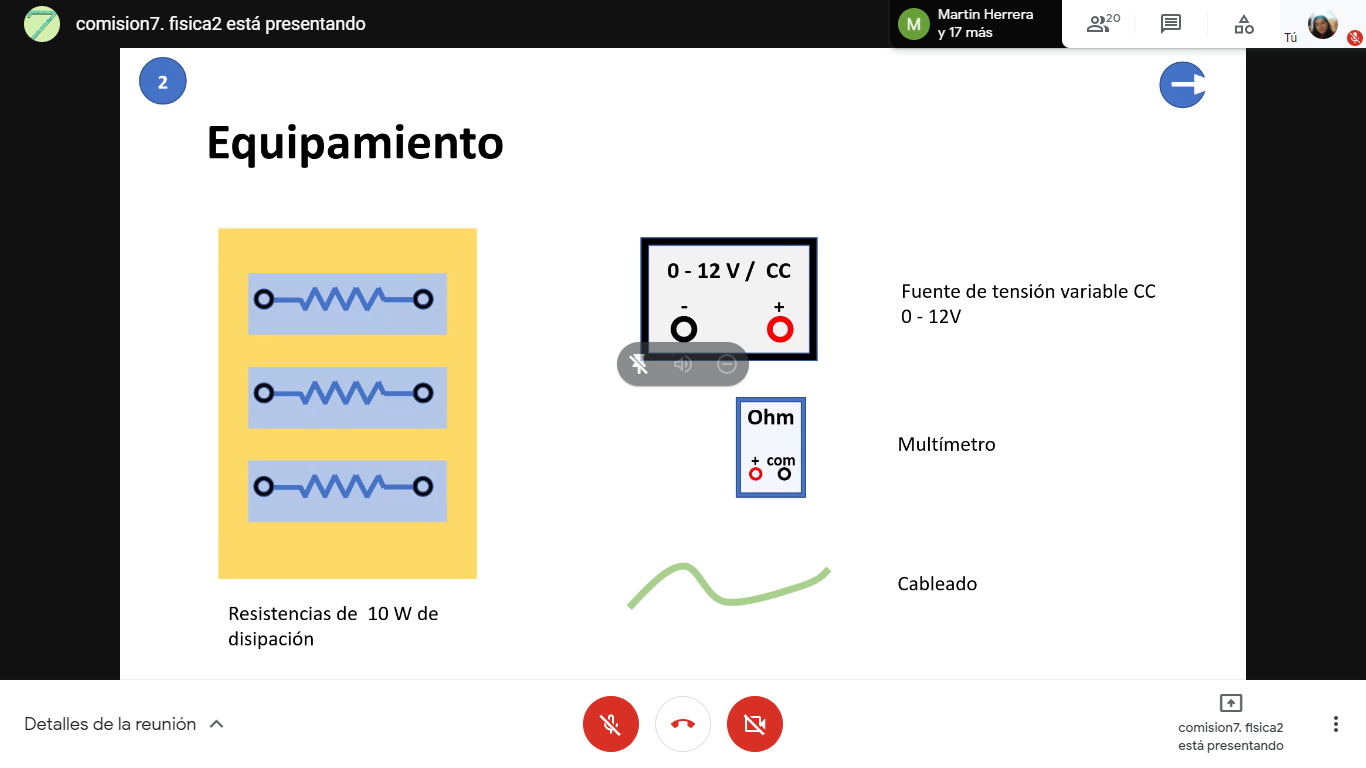 comision7. fisica2 está presentando
M
Martin Herrera
y 17 más
20
Tú
2
Equipamiento
0 - 12 V / CC
- +
Fuente de tensión variable CC
0 - 12V
Ohm
+ com
Multímetro
Cableado
Resistencias de 10 W de
disipación
Detalles de la reunión
comision7. fisica2
está presentando